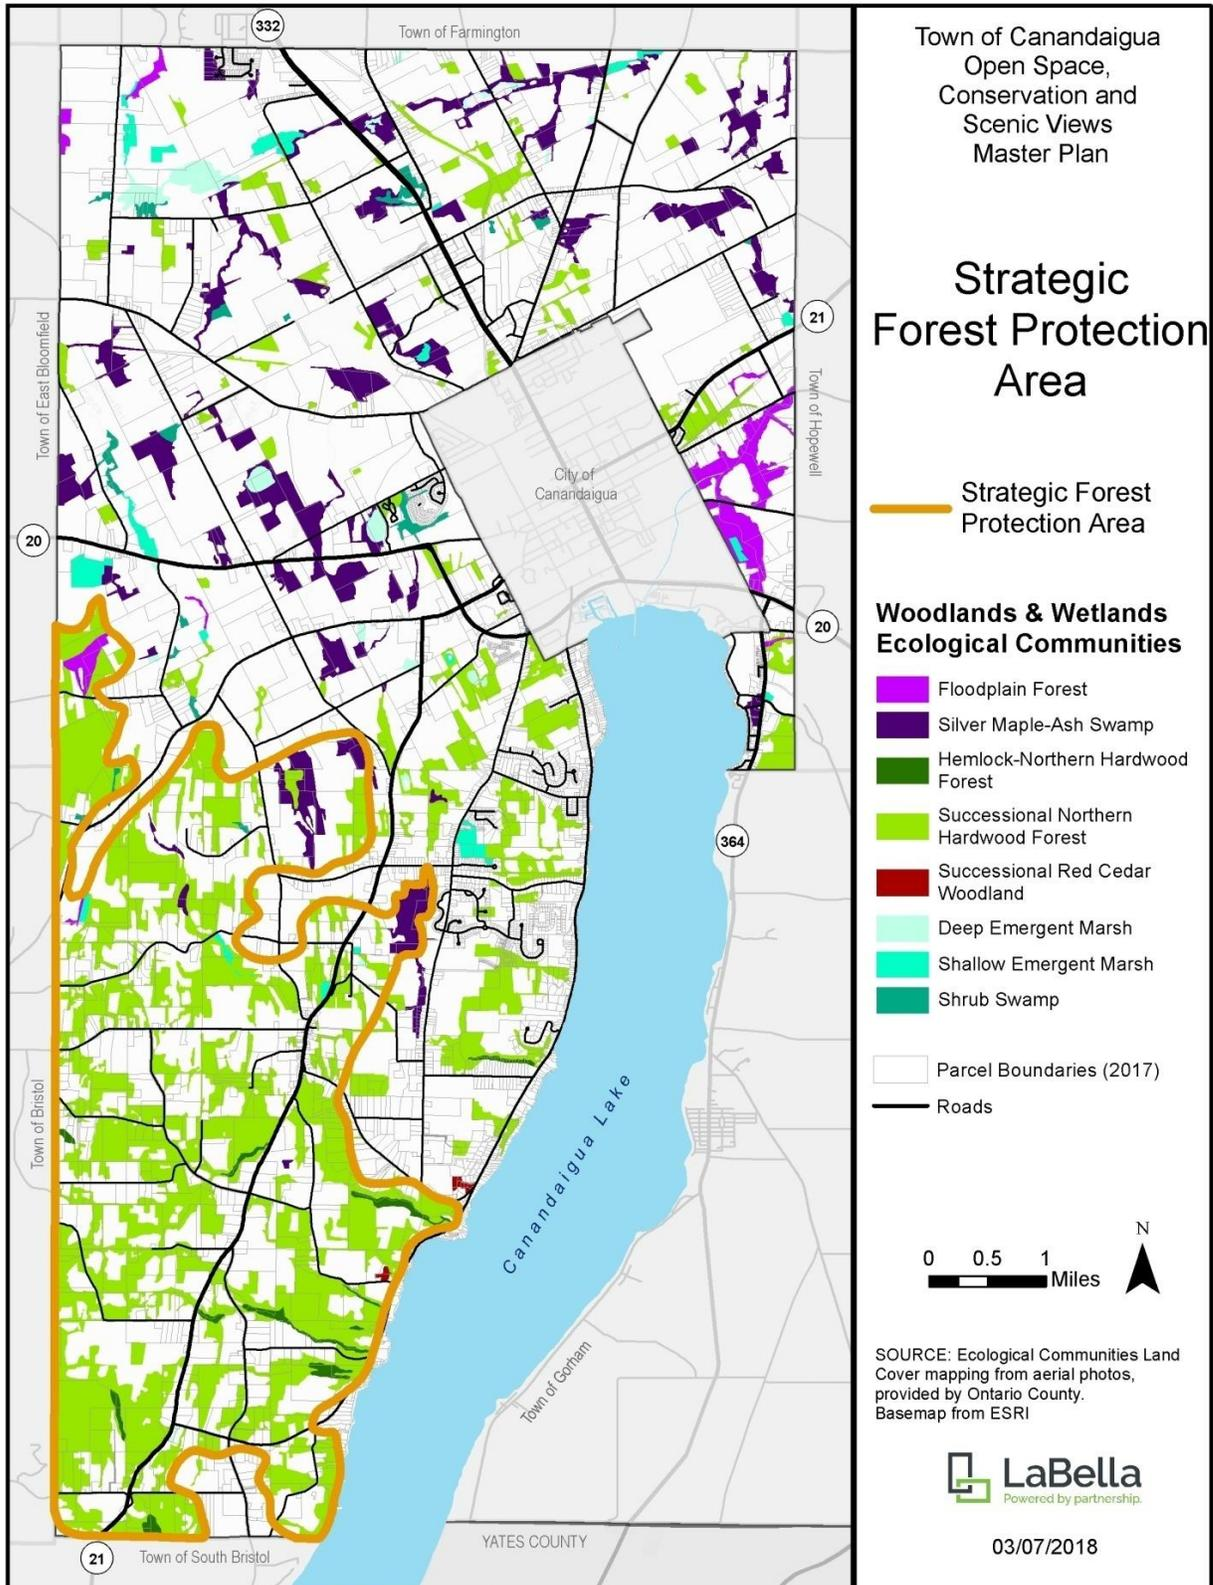 332
Town of Farmington
Town of East Bloomfield
21
Town of Hopewell
City of
Canandaigua
20
20
364
Town of Bristol
Canandaigua Lake
Town of Gorham
YATES COUNTY
21
Town of South Bristol
Town of Canandaigua
Open Space,
Conservation and
Scenic Views
Master Plan
Strategic
Forest Protection
Area
Strategic Forest
Protection Area
Woodlands & Wetlands
Ecological Communities
Floodplain Forest
Silver Maple-Ash Swamp
Hemlock-Northern Hardwood
Forest
Successional Northern
Hardwood Forest
Successional Red Cedar
Woodland
Deep Emergent Marsh
Shallow Emergent Marsh
Shrub Swamp
Parcel Boundaries (2017)
Roads
N
0 0.5 1
Miles
SOURCE: Ecological Communities Land
Cover mapping from aerial photos,
provided by Ontario County.
Basemap from ESRI
LaBella
Powered by partnership.
03/07/2018